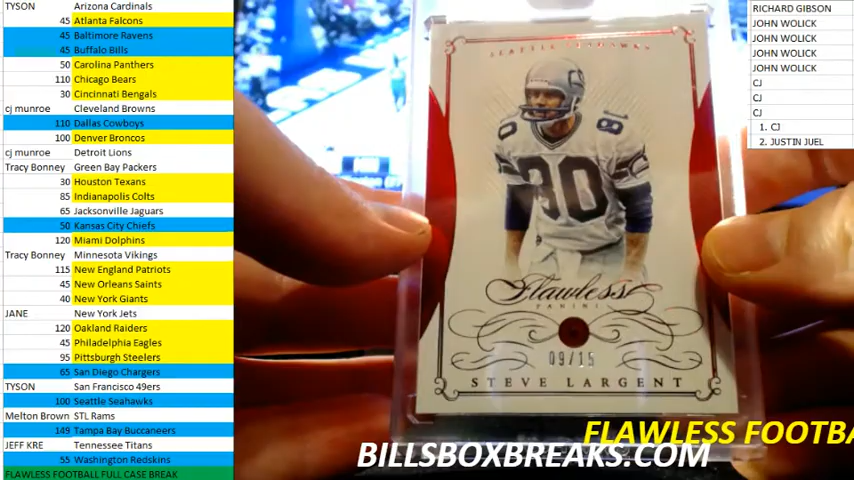 TYSON Arizona Cardinals
45 Atlanta Falcons
45 Baltimore Ravens
45 Buffalo Bills
50 Carolina Panthers
110 Chicago Bears
30 Cincinnati Bengals
cj munroe Cleveland Browns
110 Dallas Cowboys
100 Denver Broncos
cj munroe Detroit Lions
Tracy Bonney Green Bay Packers
30 Houston Texans
85 Indianapolis Colts
65 Jacksonville Jaguars
50 Kansas City Chiefs
120 Miami Dolphins
Tracy Bonney Minnesota Vikings
115 New England Patriots
45 New Orleans Saints
40 New York Giants
JANE New York Jets
120 Oakland Raiders
45 Philadelphia Eagles
95 Pittsburgh Steelers
65 San Diego Chargers
TYSON San Francisco 49ers
100 Seattle Seahawks
Melton Brown STL Rams
149 Tampa Bay Buccaneers
JEFF KRE Tennessee Titans
55 Washington Redskins
FLAWLESS FOOTBALL FULL CASE BREAK
SEATTLE SEAHAWKS
80 80
Flawless
PANINI
09/15
STEVE LARGENT
RICHARD GIBSON
JOHN WOLICK
JOHN WOLICK
JOHN WOLICK
JOHN WOLICK
CJ
CJ
CJ
1. CJ
2. JUSTIN JUEL
FLAWLESS FOOTBA
BILLSBOXBREAKS.COM